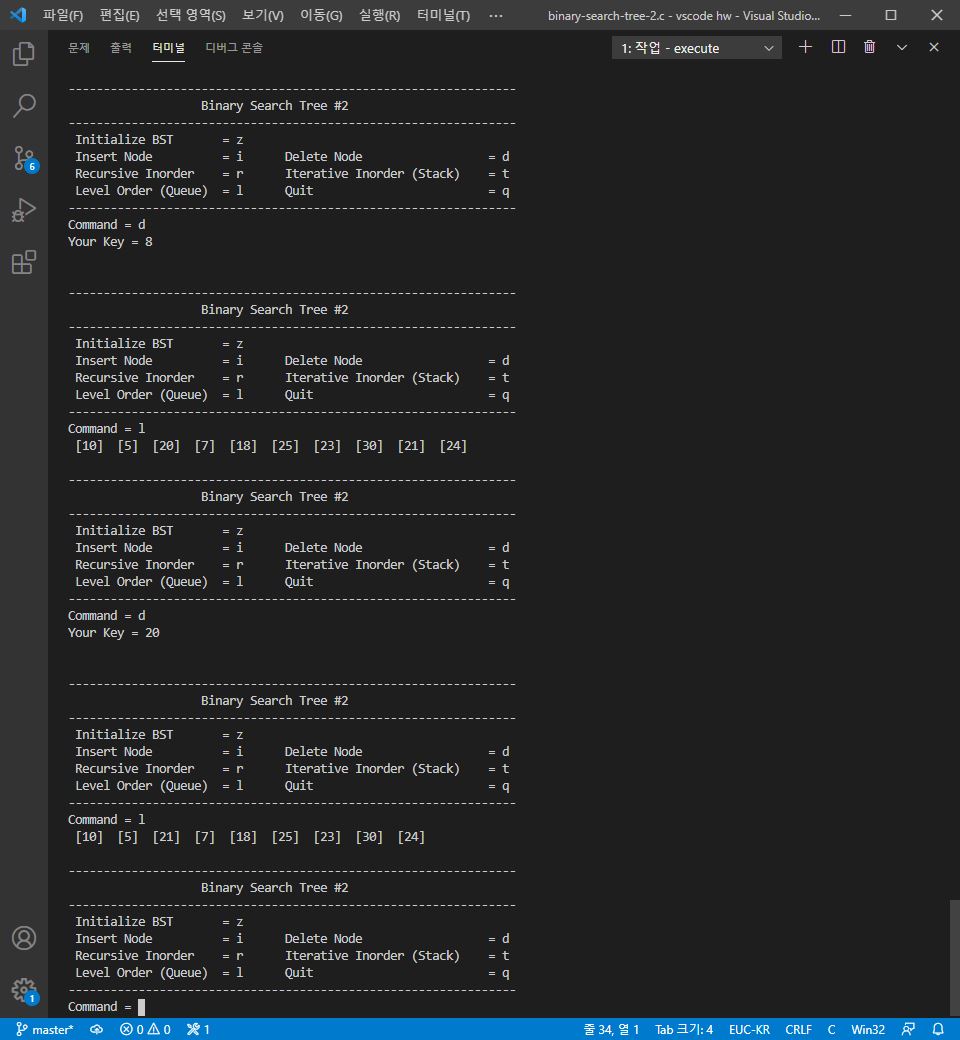 파일(F) 편집(E) 선택 영역(S) 보기(V) 이동(G) 실행(R) 터미널(T) ··· binary-search-tree-2.c - vscode hw - Visual Studio...
문제 출력 터미널 디버그 콘솔 1: 작업 - execute
----------------------------------------------------------------
Binary Search Tree #2
----------------------------------------------------------------
Initialize BST = z
Insert Node = i Delete Node = d
Recursive Inorder = r Iterative Inorder (Stack) = t
Level Order (Queue) = l Quit = q
----------------------------------------------------------------
Command = d
Your Key = 8
----------------------------------------------------------------
Binary Search Tree #2
----------------------------------------------------------------
Initialize BST = z
Insert Node = i Delete Node = d
Recursive Inorder = r Iterative Inorder (Stack) = t
Level Order (Queue) = l Quit = q
----------------------------------------------------------------
Command = l
[10] [5] [20] [7] [18] [25] [23] [30] [21] [24]
----------------------------------------------------------------
Binary Search Tree #2
----------------------------------------------------------------
Initialize BST = z
Insert Node = i Delete Node = d
Recursive Inorder = r Iterative Inorder (Stack) = t
Level Order (Queue) = l Quit = q
----------------------------------------------------------------
Command = d
Your Key = 20
----------------------------------------------------------------
Binary Search Tree #2
----------------------------------------------------------------
Initialize BST = z
Insert Node = i Delete Node = d
Recursive Inorder = r Iterative Inorder (Stack) = t
Level Order (Queue) = l Quit = q
----------------------------------------------------------------
Command = l
[10] [5] [21] [7] [18] [25] [23] [30] [24]
----------------------------------------------------------------
Binary Search Tree #2
----------------------------------------------------------------
Initialize BST = z
Insert Node = i Delete Node = d
Recursive Inorder = r Iterative Inorder (Stack) = t
Level Order (Queue) = l Quit = q
----------------------------------------------------------------
Command =
6
1
master* 0 0 1 줄 34, 열 1 Tab 크기: 4 EUC-KR CRLF C Win32